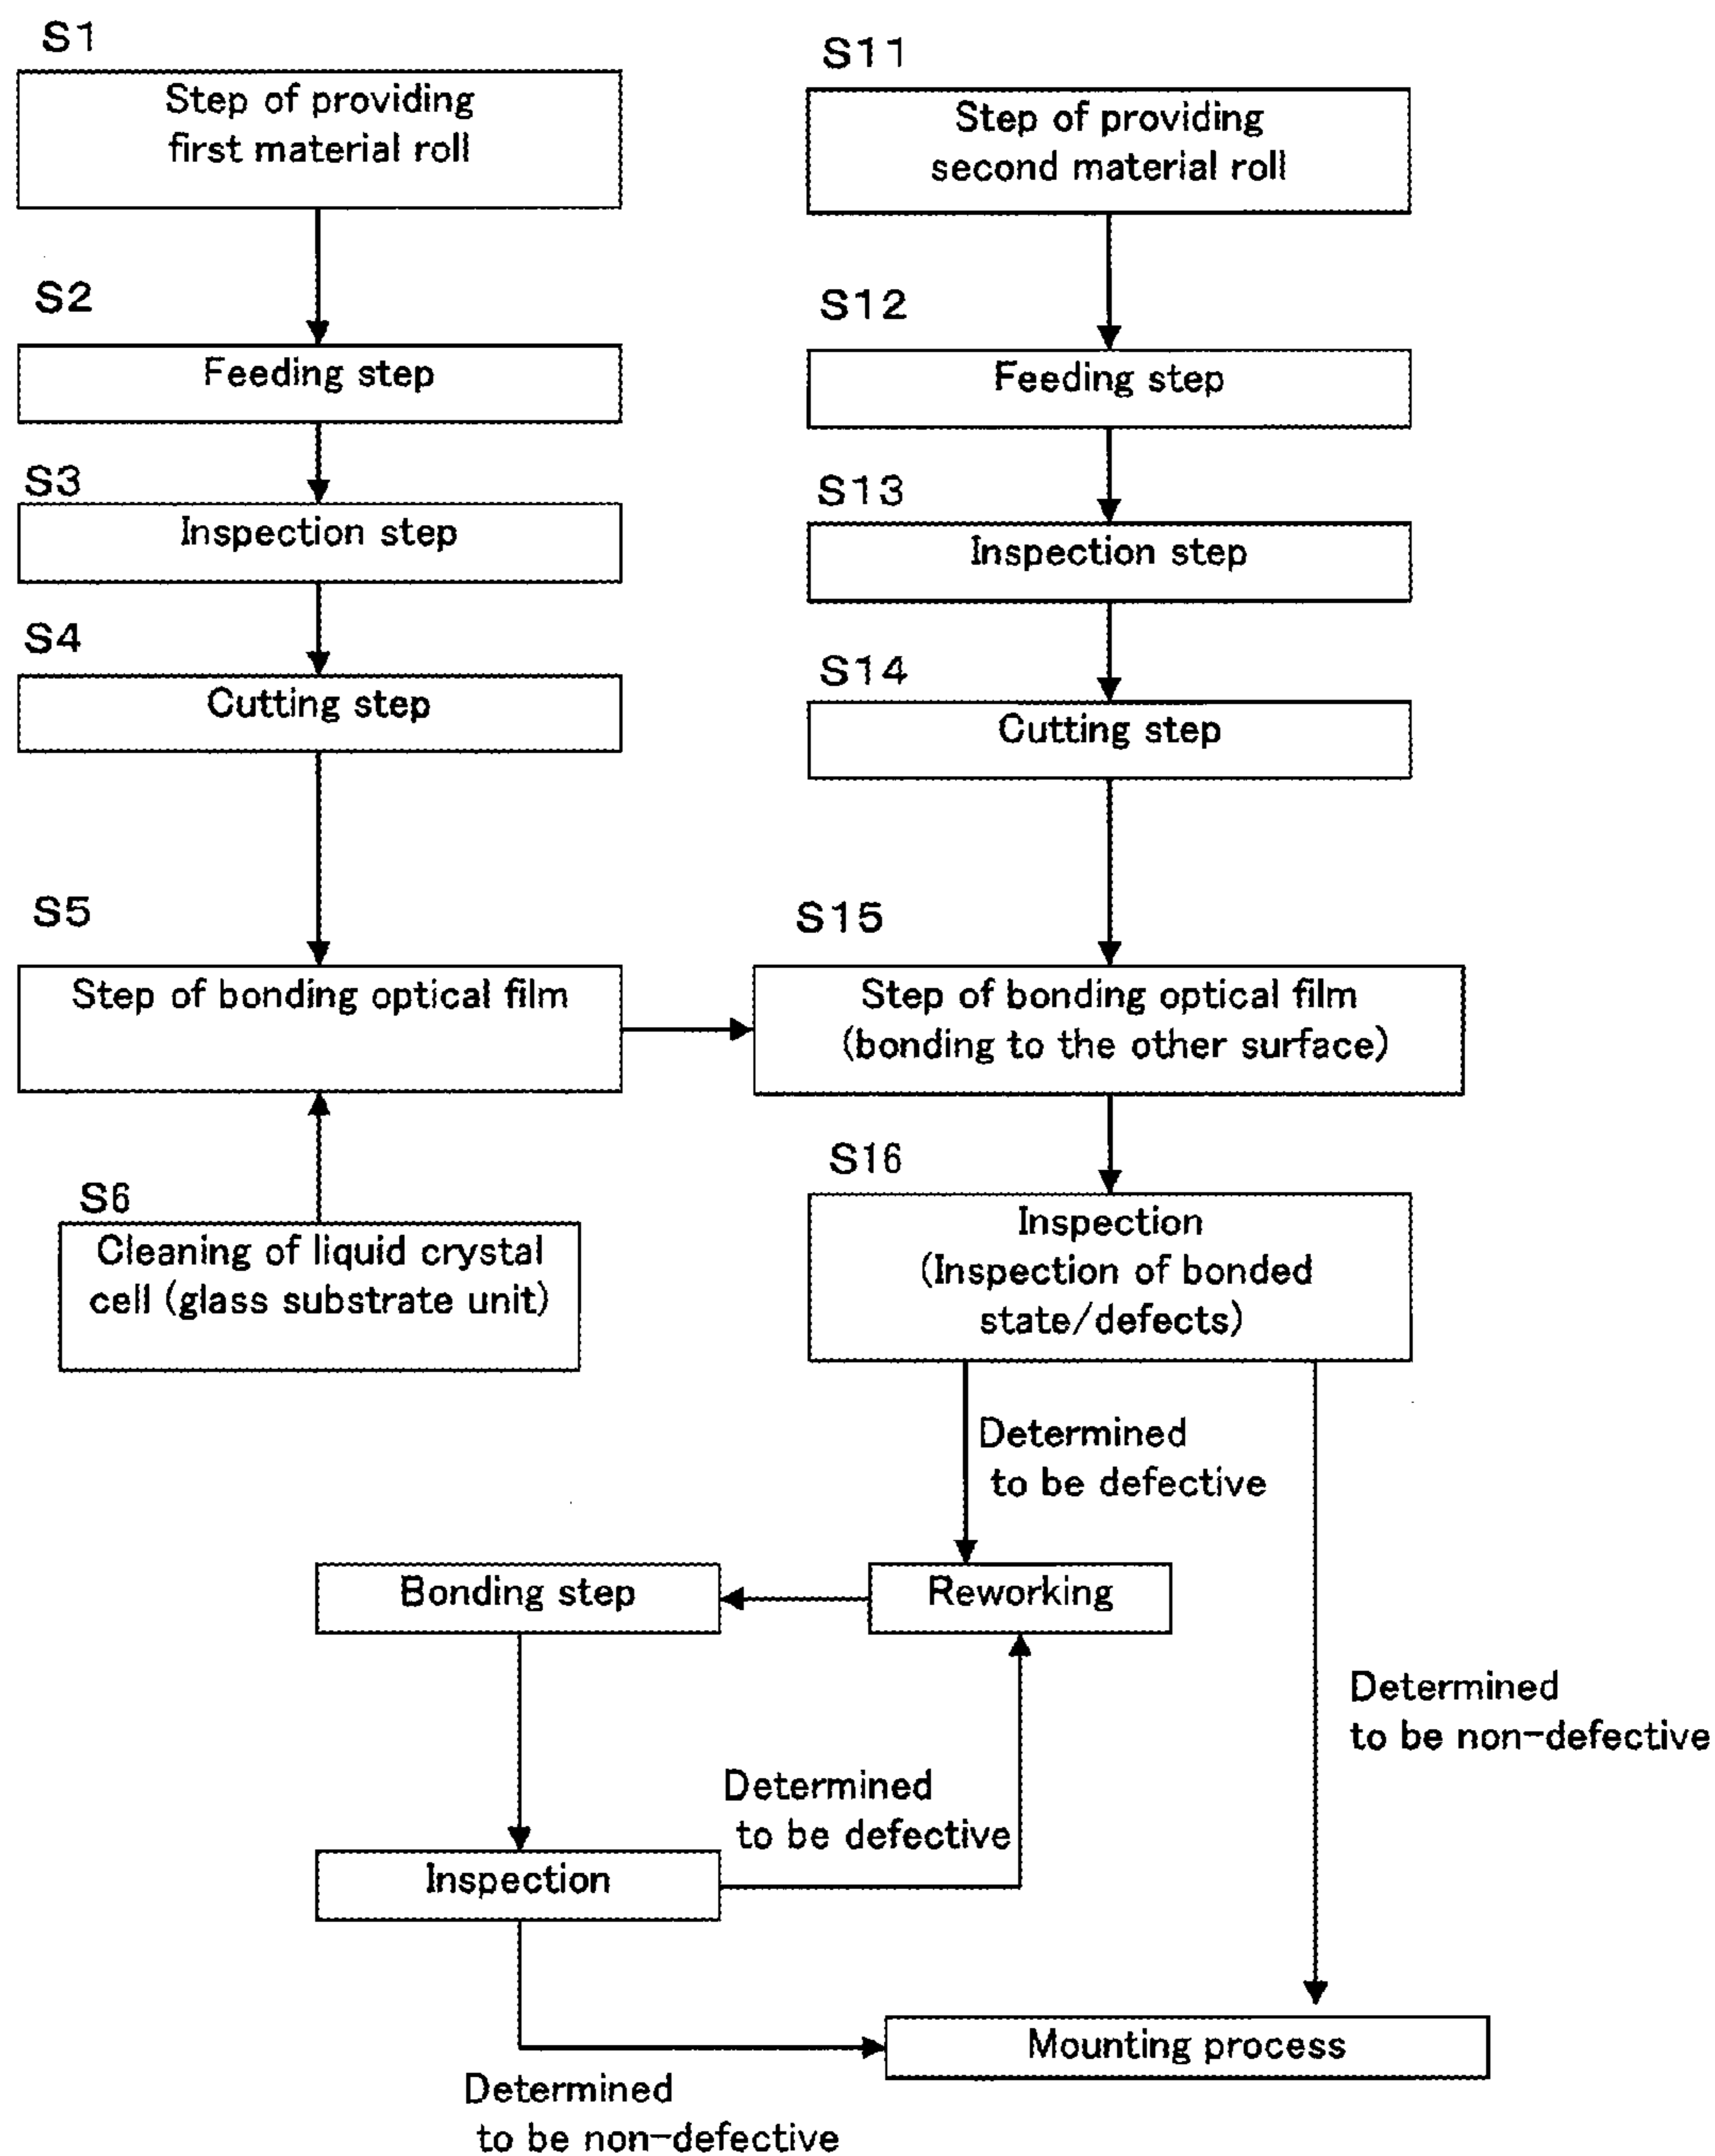 S1
Step of providing
first material roll
S2
Feeding step
S3
Inspection step
S4
Cutting step
S5
Step of bonding optical film
S6
Cleaning of liquid crystal
cell (glass substrate unit)
S11
Step of providing
second material roll
S12
Feeding step
S13
Inspection step
S14
Cutting step
S15
Step of bonding optical film
(bonding to the other surface)
S16
Inspection
(Inspection of bonded
state/defects)
Determined
to be defective
Reworking
Bonding step
Determined
to be defective
Inspection
Determined
to be non-defective
Determined
to be non-defective
Mounting process